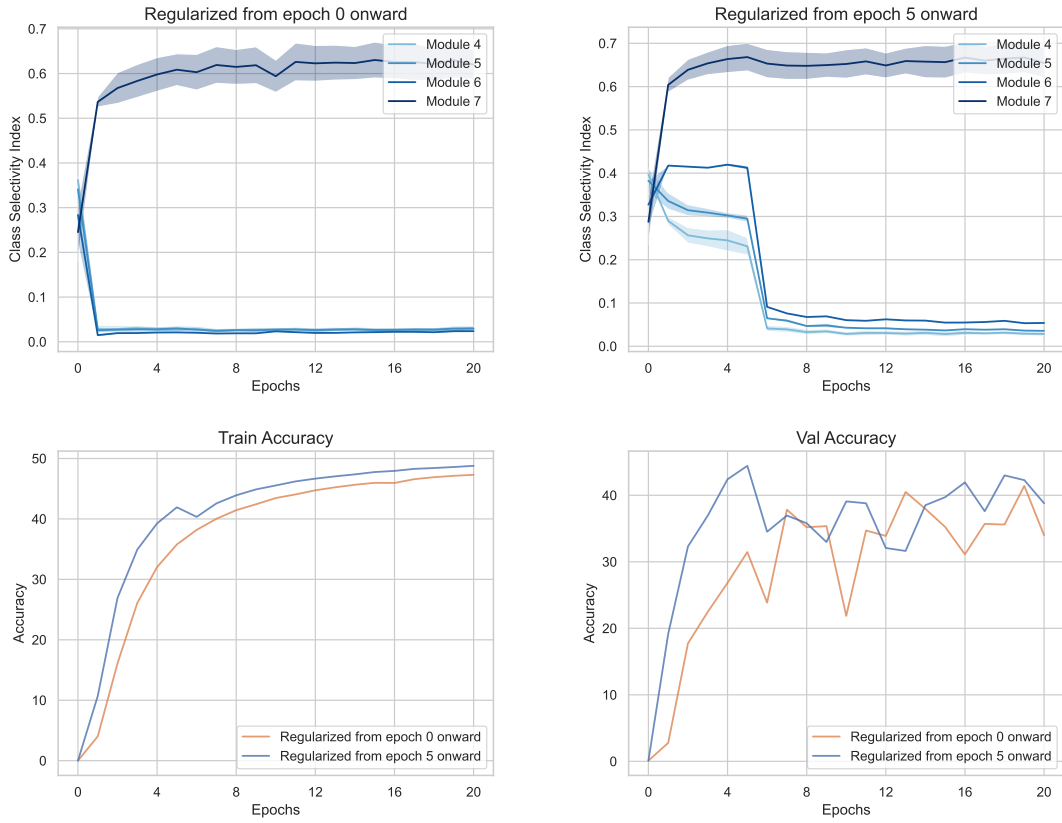 Regularized from epoch 0 onward
Class Selectivity Index
0.7
0.6
0.5
0.4
0.3
0.2
0.1
0.0
Module 4
Module 5
Module 6
Module 7
0 4 8 12 16 20
Epochs
Regularized from epoch 5 onward
Class Selectivity Index
0.7
0.6
0.5
0.4
0.3
0.2
0.1
0.0
Module 4
Module 5
Module 6
Module 7
0 4 8 12 16 20
Epochs
Train Accuracy
Accuracy
50
40
30
20
10
0
Regularized from epoch 0 onward
Regularized from epoch 5 onward
0 4 8 12 16 20
Epochs
Val Accuracy
Accuracy
40
30
20
10
0
Regularized from epoch 0 onward
Regularized from epoch 5 onward
0 4 8 12 16 20
Epochs